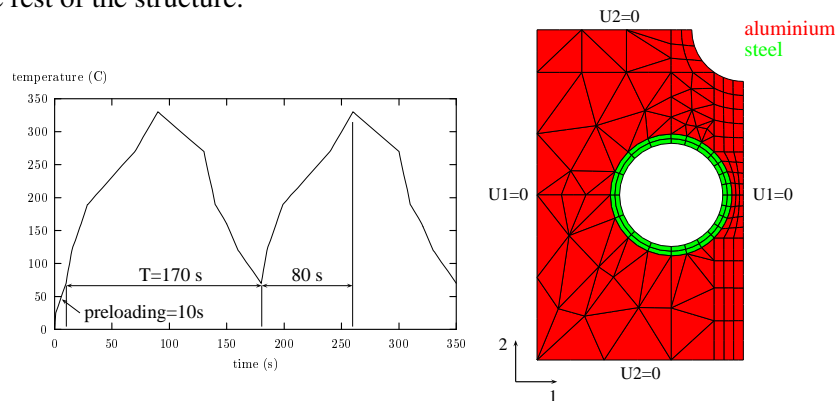 e rest of the structure.
temperature (C)
350
300
250
200
150
100
50
0
T=170 s
80 s
preloading=10s
0
50
100
150
200
250
300
350
time (s)
U2=0
aluminium
steel
U1=0
U1=0
2
U2=0
1